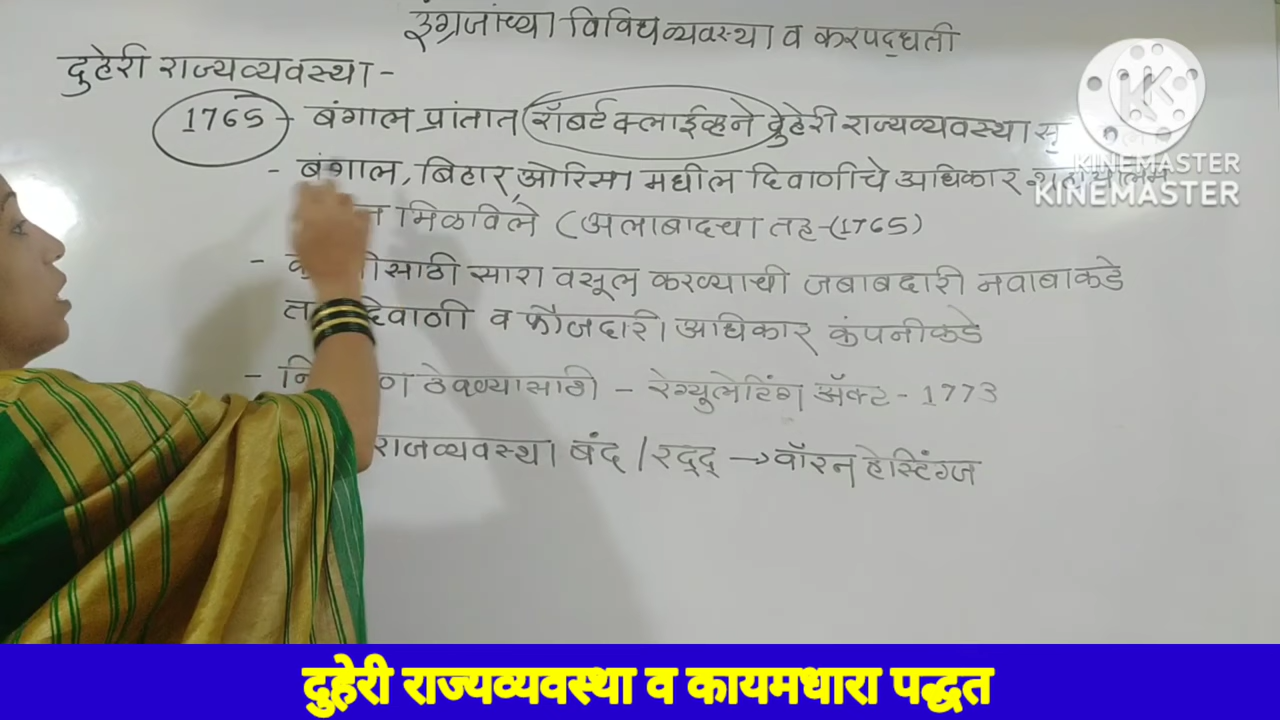 इंग्रजांच्या विविध व्यवस्था व करपद्धती
दुहेरी राज्यव्यवस्था -
1765 - बंगाल प्रांतात रॉबर्ट क्लाईव्हने दुहेरी राज्यव्यवस्था
- बंगाल, बिहार, ओरिसा मधील दिवाणीचे अधिकार
मिळविले (अलाबादचा तह-(1765)
- सारा वसूल करण्याची जबाबदारी नवाबाकडे
दिवाणी व फौजदारी अधिकार कंपनीकडे
- ठेवण्यासाठी - रेग्युलेटिंग अॅक्ट - 1773
राजव्यवस्था बंद / रद्द → वॉरन हेस्टिंग्ज
KINEMASTER
KINEMASTER
दुहेरी राज्यव्यवस्था व कायमधारा पद्धत